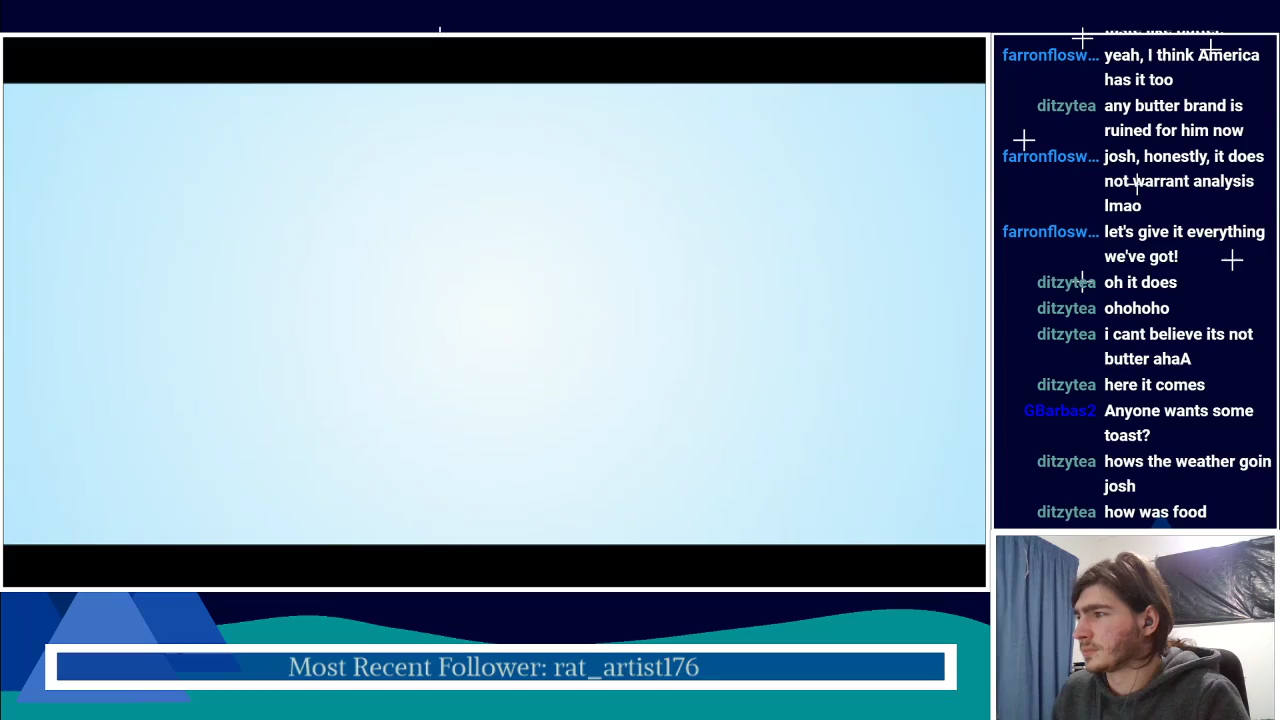 farronflosw… yeah, I think America
has it too
ditzytea any butter brand is
ruined for him now
farronflosw… josh, honestly, it does
not warrant analysis
lmao
farronflosw… let's give it everything
we've got!
ditzytea oh it does
ditzytea ohohoho
ditzytea i cant believe its not
butter ahaA
ditzytea here it comes
GBarbas2 Anyone wants some
toast?
ditzytea hows the weather goin
josh
ditzytea how was food
Most Recent Follower: rat_artist176